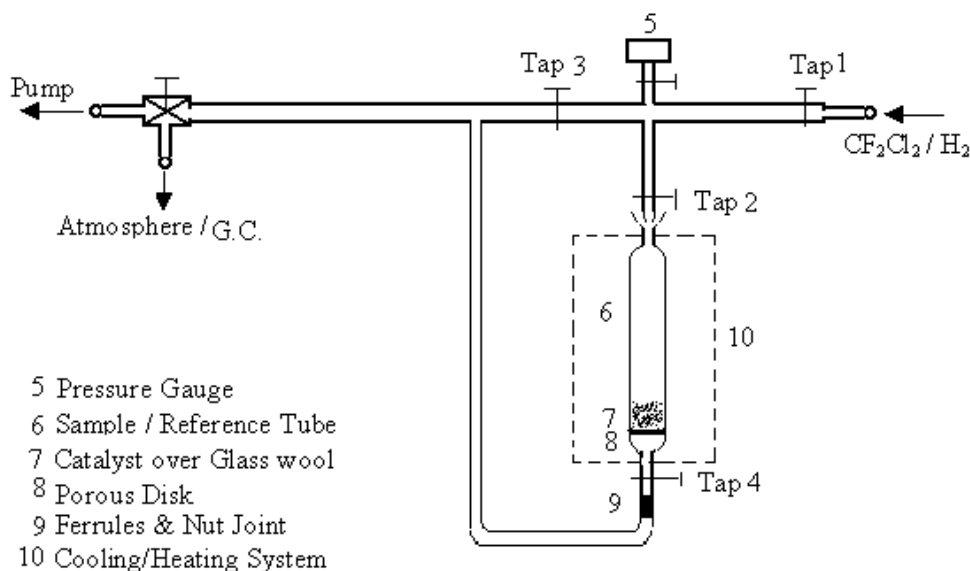 5
Tap 3
Tap 1
Pump
CF₂Cl₂ / H₂
Tap 2
Atmosphere / G.C.
6
10
7
8
Tap 4
9
5 Pressure Gauge
6 Sample / Reference Tube
7 Catalyst over Glass wool
8 Porous Disk
9 Ferrules & Nut Joint
10 Cooling/Heating System